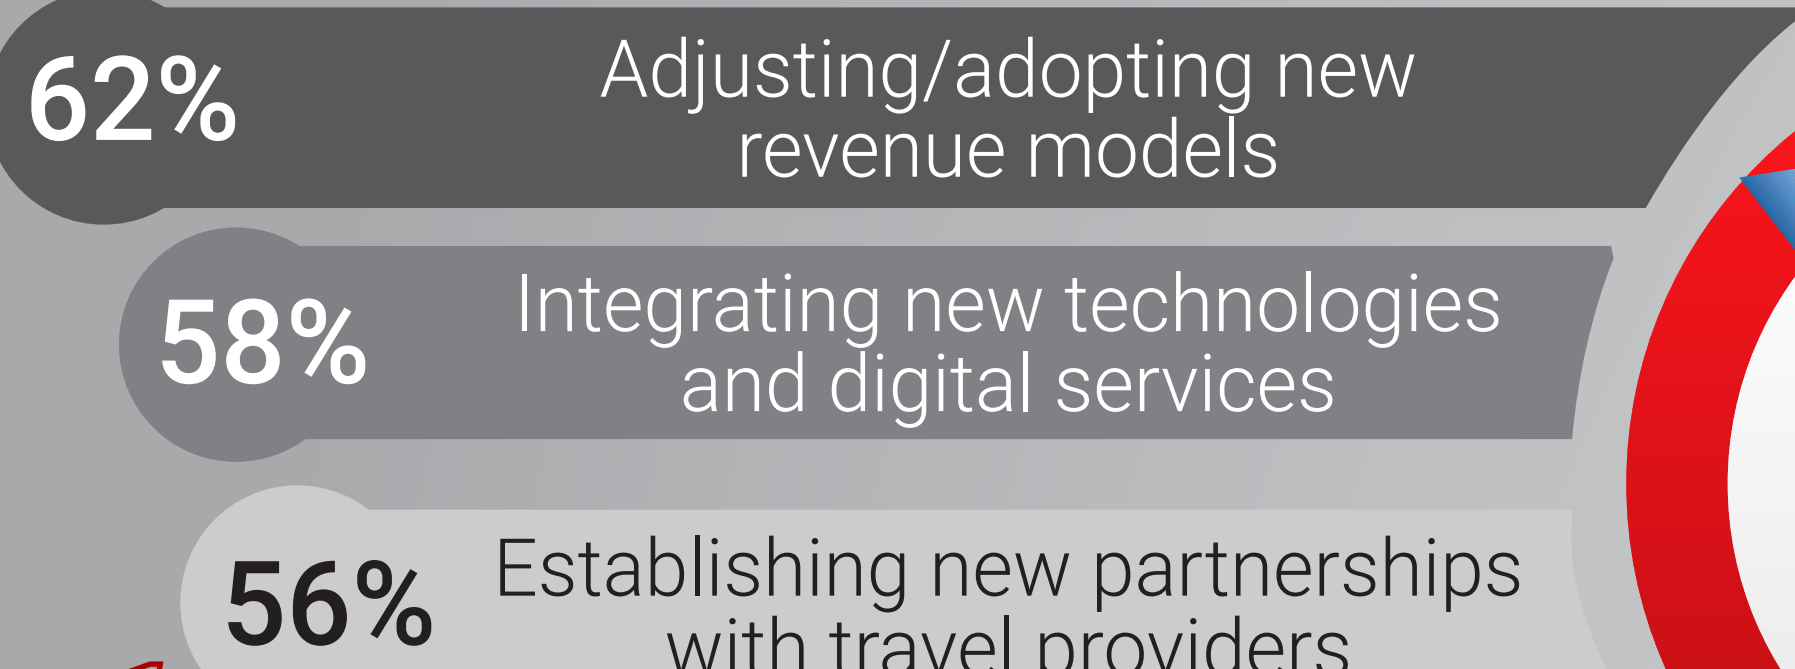 62%
Adjusting/adopting new
revenue models
58%
Integrating new technologies
and digital services
56%
Establishing new partnerships
with travel providers